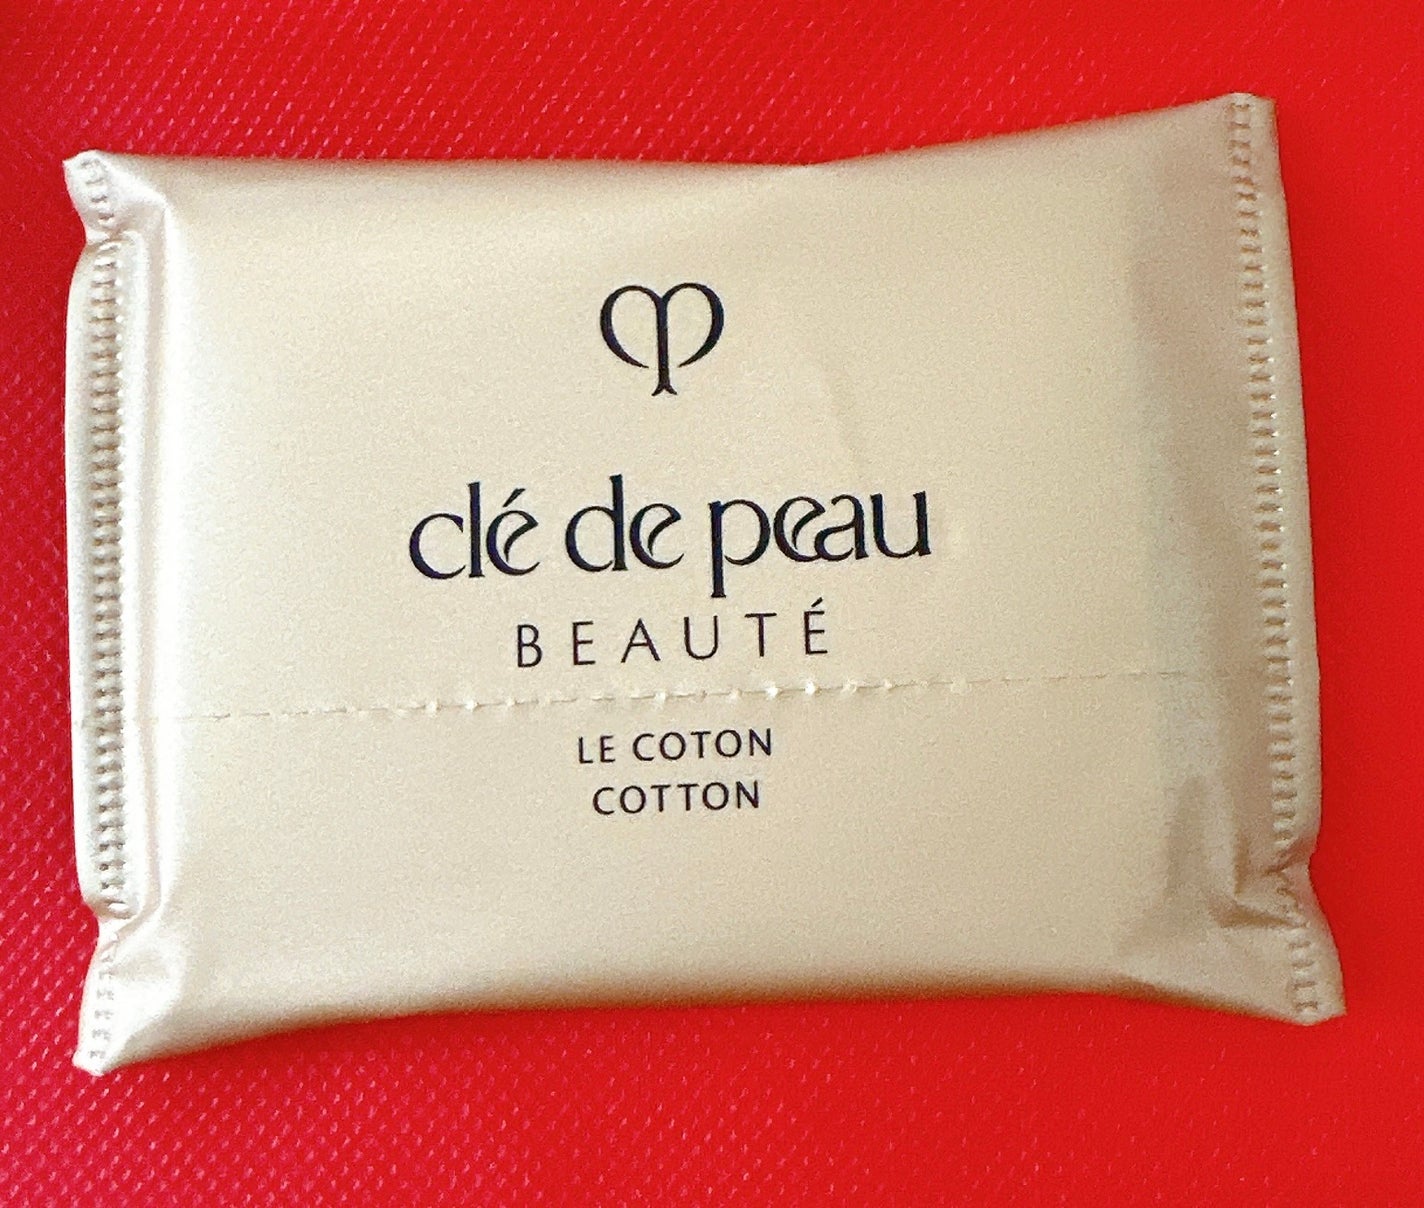 clé de peau
BEAUTÉ
LE COTON
COTTON